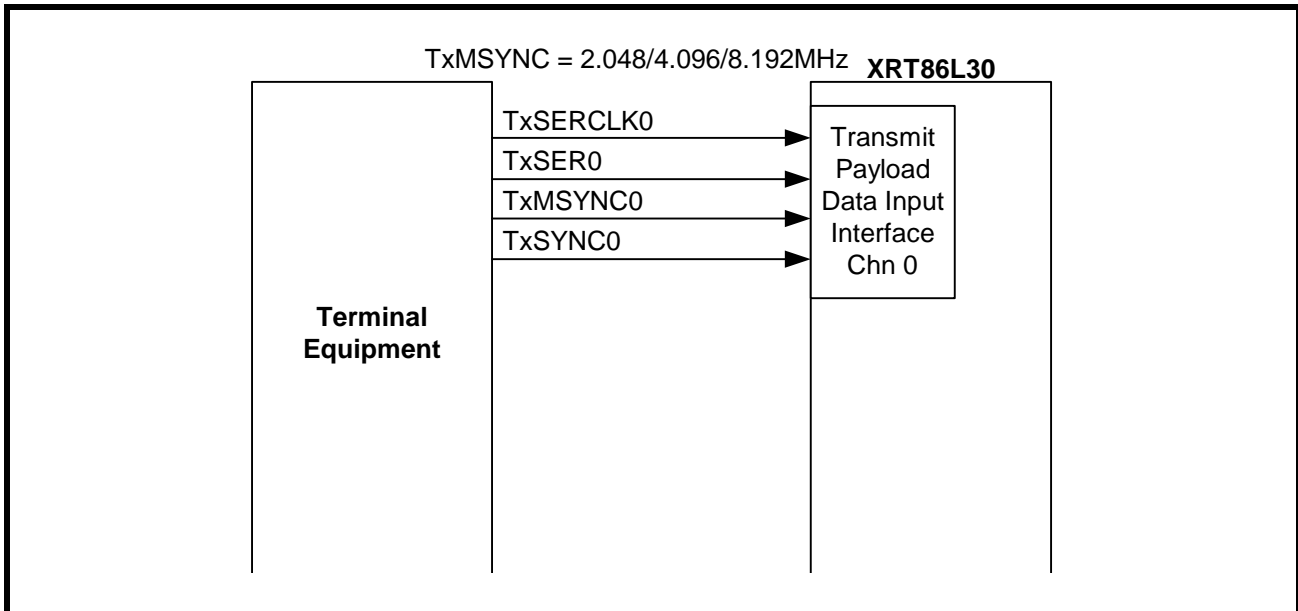 TxMSYNC = 2.048/4.096/8.192MHz
XRT86L30
TxSERCLK0
TxSER0
TxMSYNC0
TxSYNC0
Transmit
Payload
Data Input
Interface
Chn 0
Terminal
Equipment